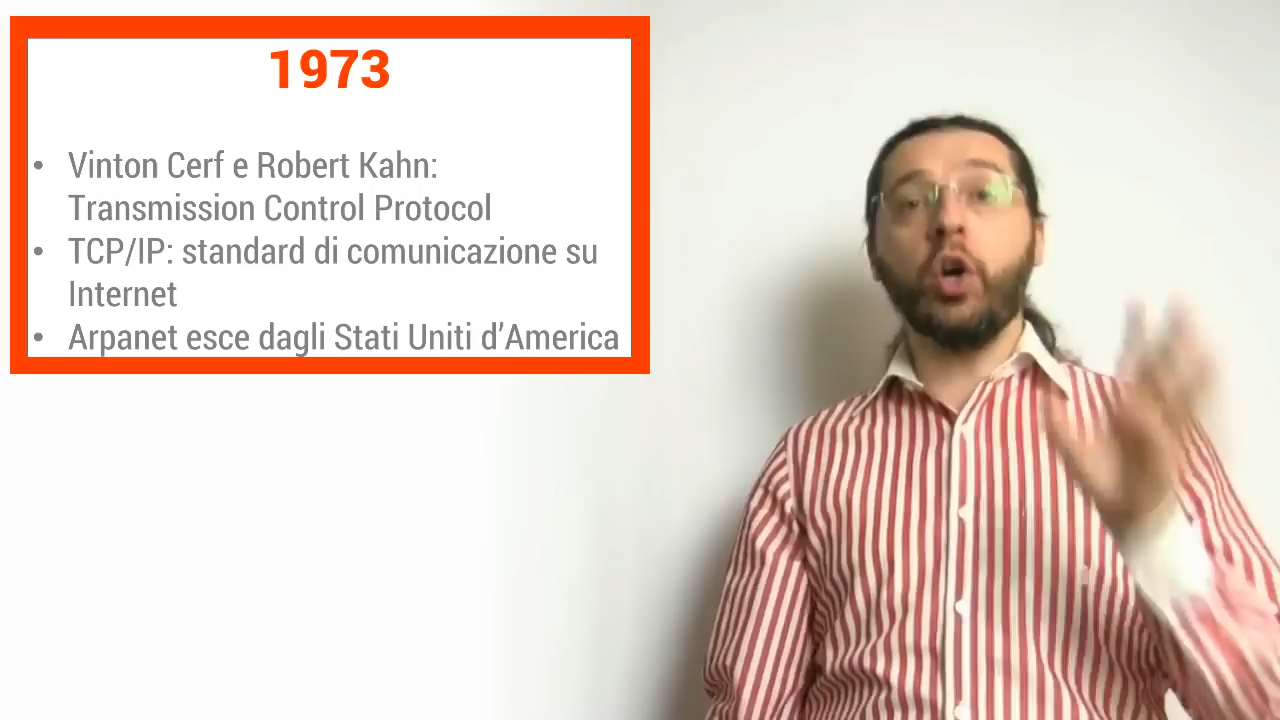 1973
• Vinton Cerf e Robert Kahn:
Transmission Control Protocol
• TCP/IP: standard di comunicazione su
Internet
• Arpanet esce dagli Stati Uniti d’America